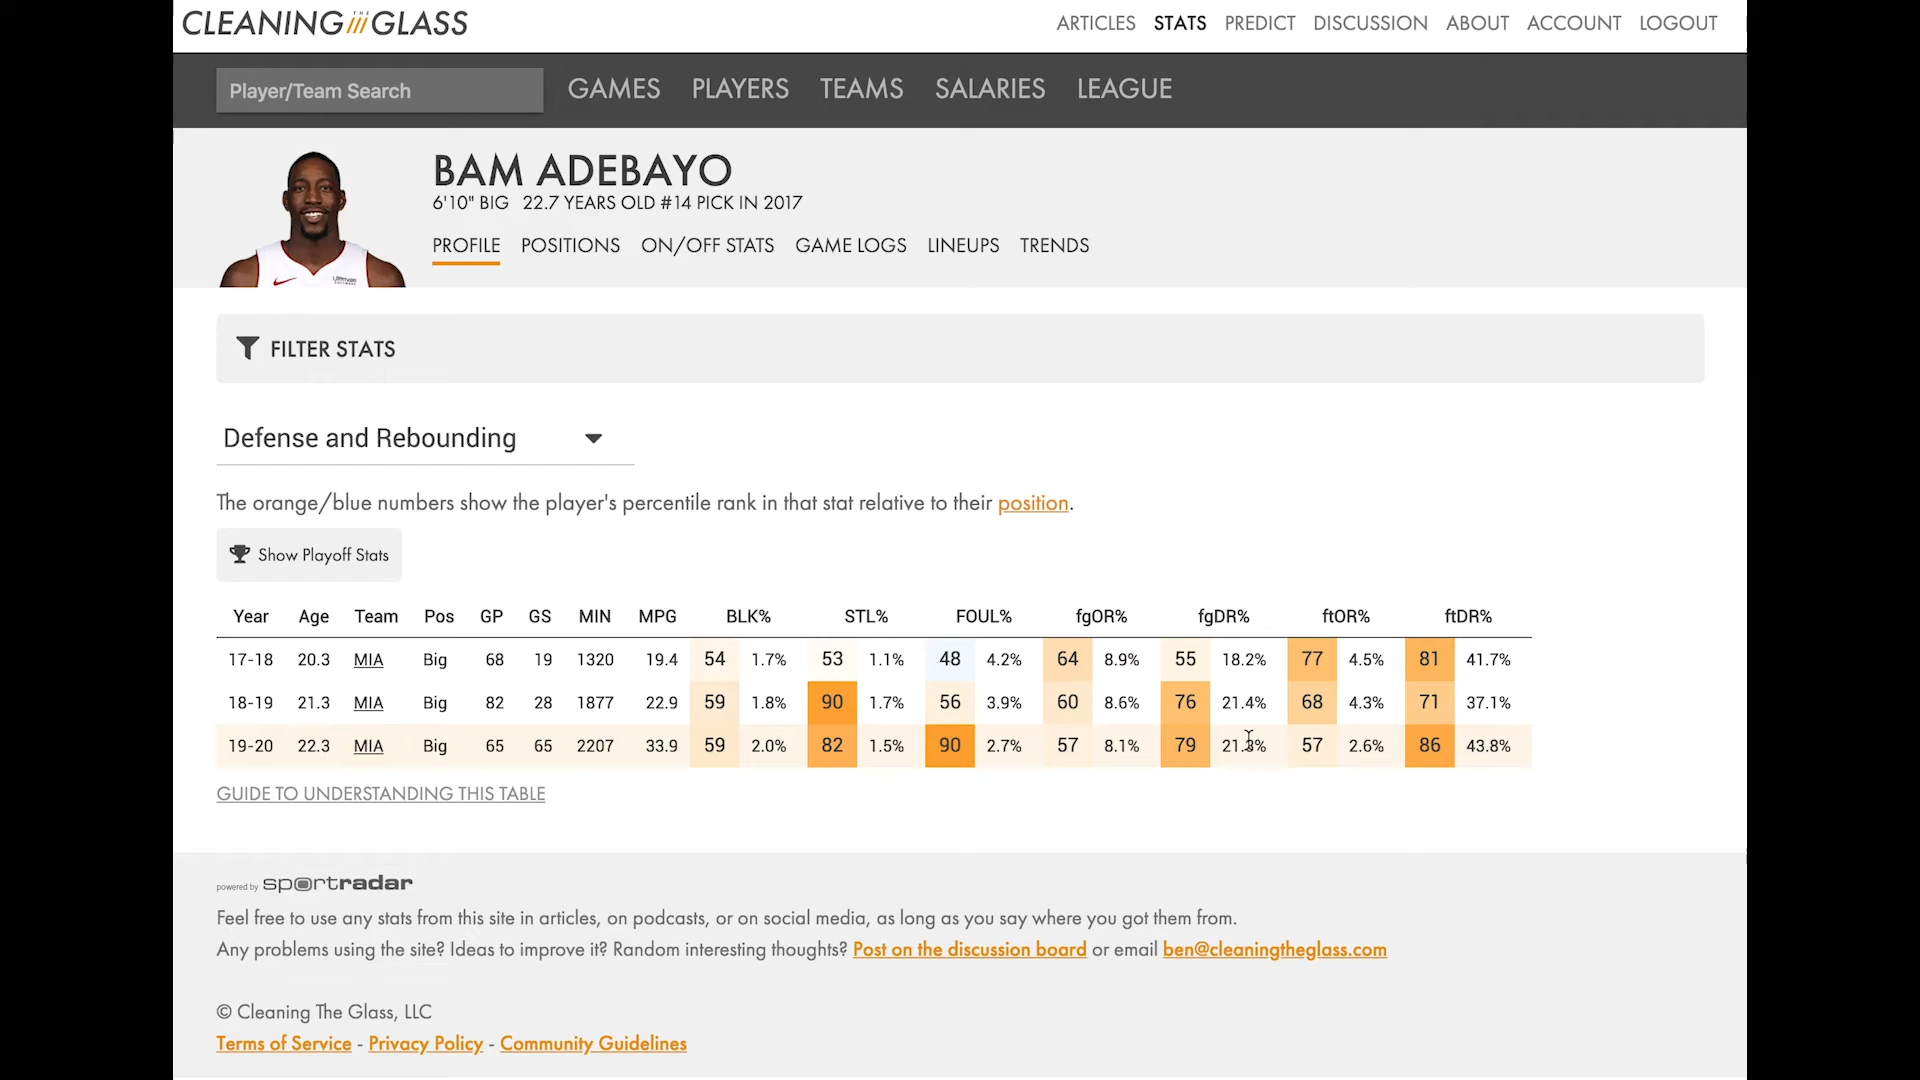 CLEANING THE GLASS
ARTICLES STATS PREDICT DISCUSSION ABOUT ACCOUNT LOGOUT
Player/Team Search GAMES PLAYERS TEAMS SALARIES LEAGUE
BAM ADEBAYO
6'10" BIG 22.7 YEARS OLD #14 PICK IN 2017
PROFILE POSITIONS ON/OFF STATS GAME LOGS LINEUPS TRENDS
FILTER STATS
Defense and Rebounding
The orange/blue numbers show the player's percentile rank in that stat relative to their position.
Show Playoff Stats
Year Age Team Pos GP GS MIN MPG BLK% STL% FOUL% fgOR% fgDR% ftOR% ftDR%
17-18 20.3 MIA Big 68 19 1320 19.4 54 1.7% 53 1.1% 48 4.2% 64 8.9% 55 18.2% 77 4.5% 81 41.7%
18-19 21.3 MIA Big 82 28 1877 22.9 59 1.8% 90 1.7% 56 3.9% 60 8.6% 76 21.4% 68 4.3% 71 37.1%
19-20 22.3 MIA Big 65 65 2207 33.9 59 2.0% 82 1.5% 90 2.7% 57 8.1% 79 21.3% 57 2.6% 86 43.8%
GUIDE TO UNDERSTANDING THIS TABLE
powered by sportradar
Feel free to use any stats from this site in articles, on podcasts, or on social media, as long as you say where you got them from.
Any problems using the site? Ideas to improve it? Random interesting thoughts? Post on the discussion board or email ben@cleaningtheglass.com
© Cleaning The Glass, LLC
Terms of Service - Privacy Policy - Community Guidelines